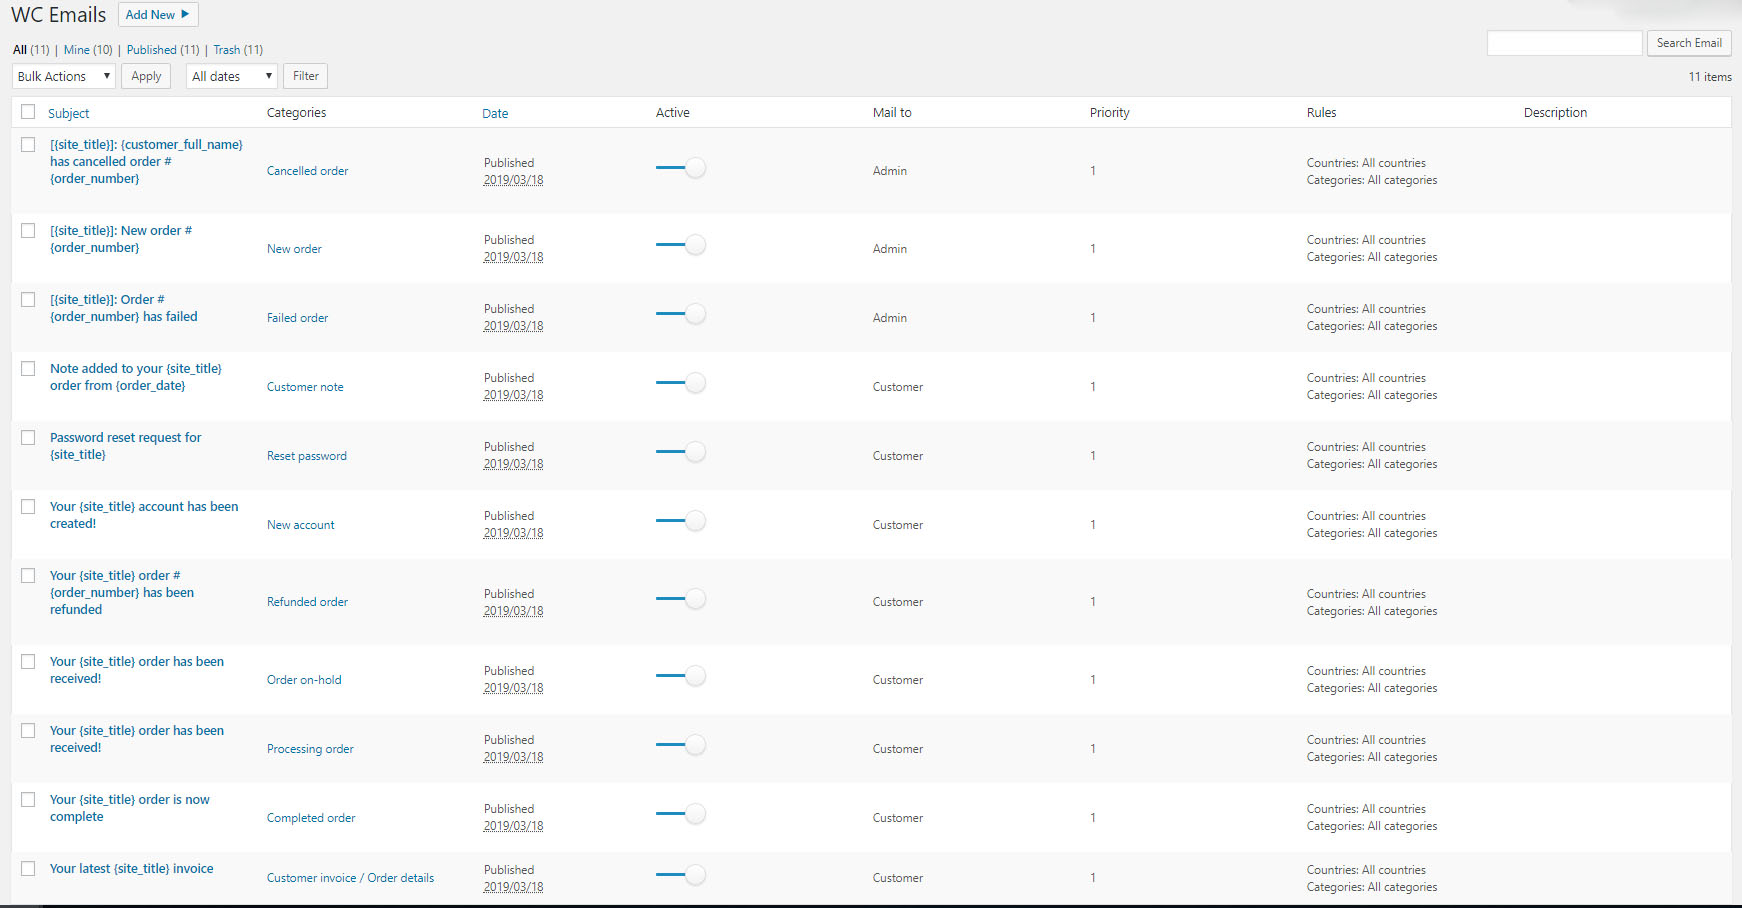 WC Emails Add New
All (11) | Mine (10) | Published (11) | Trash (11)
Search Email
Bulk Actions Apply All dates Filter
11 items
Subject Categories Date Active Mail to Priority Rules Description
[{site_title}]: {customer_full_name}
has cancelled order #
{order_number}
Cancelled order
Published
2019/03/18
Admin
1
Countries: All countries
Categories: All categories
[{site_title}]: New order #
{order_number}
New order
Published
2019/03/18
Admin
1
Countries: All countries
Categories: All categories
[{site_title}]: Order #
{order_number} has failed
Failed order
Published
2019/03/18
Admin
1
Countries: All countries
Categories: All categories
Note added to your {site_title}
order from {order_date}
Customer note
Published
2019/03/18
Customer
1
Countries: All countries
Categories: All categories
Password reset request for
{site_title}
Reset password
Published
2019/03/18
Customer
1
Countries: All countries
Categories: All categories
Your {site_title} account has been
created!
New account
Published
2019/03/18
Customer
1
Countries: All countries
Categories: All categories
Your {site_title} order #
{order_number} has been
refunded
Refunded order
Published
2019/03/18
Customer
1
Countries: All countries
Categories: All categories
Your {site_title} order has been
received!
Order on-hold
Published
2019/03/18
Customer
1
Countries: All countries
Categories: All categories
Your {site_title} order has been
received!
Processing order
Published
2019/03/18
Customer
1
Countries: All countries
Categories: All categories
Your {site_title} order is now
complete
Completed order
Published
2019/03/18
Customer
1
Countries: All countries
Categories: All categories
Your latest {site_title} invoice
Customer invoice / Order details
Published
2019/03/18
Customer
1
Countries: All countries
Categories: All categories